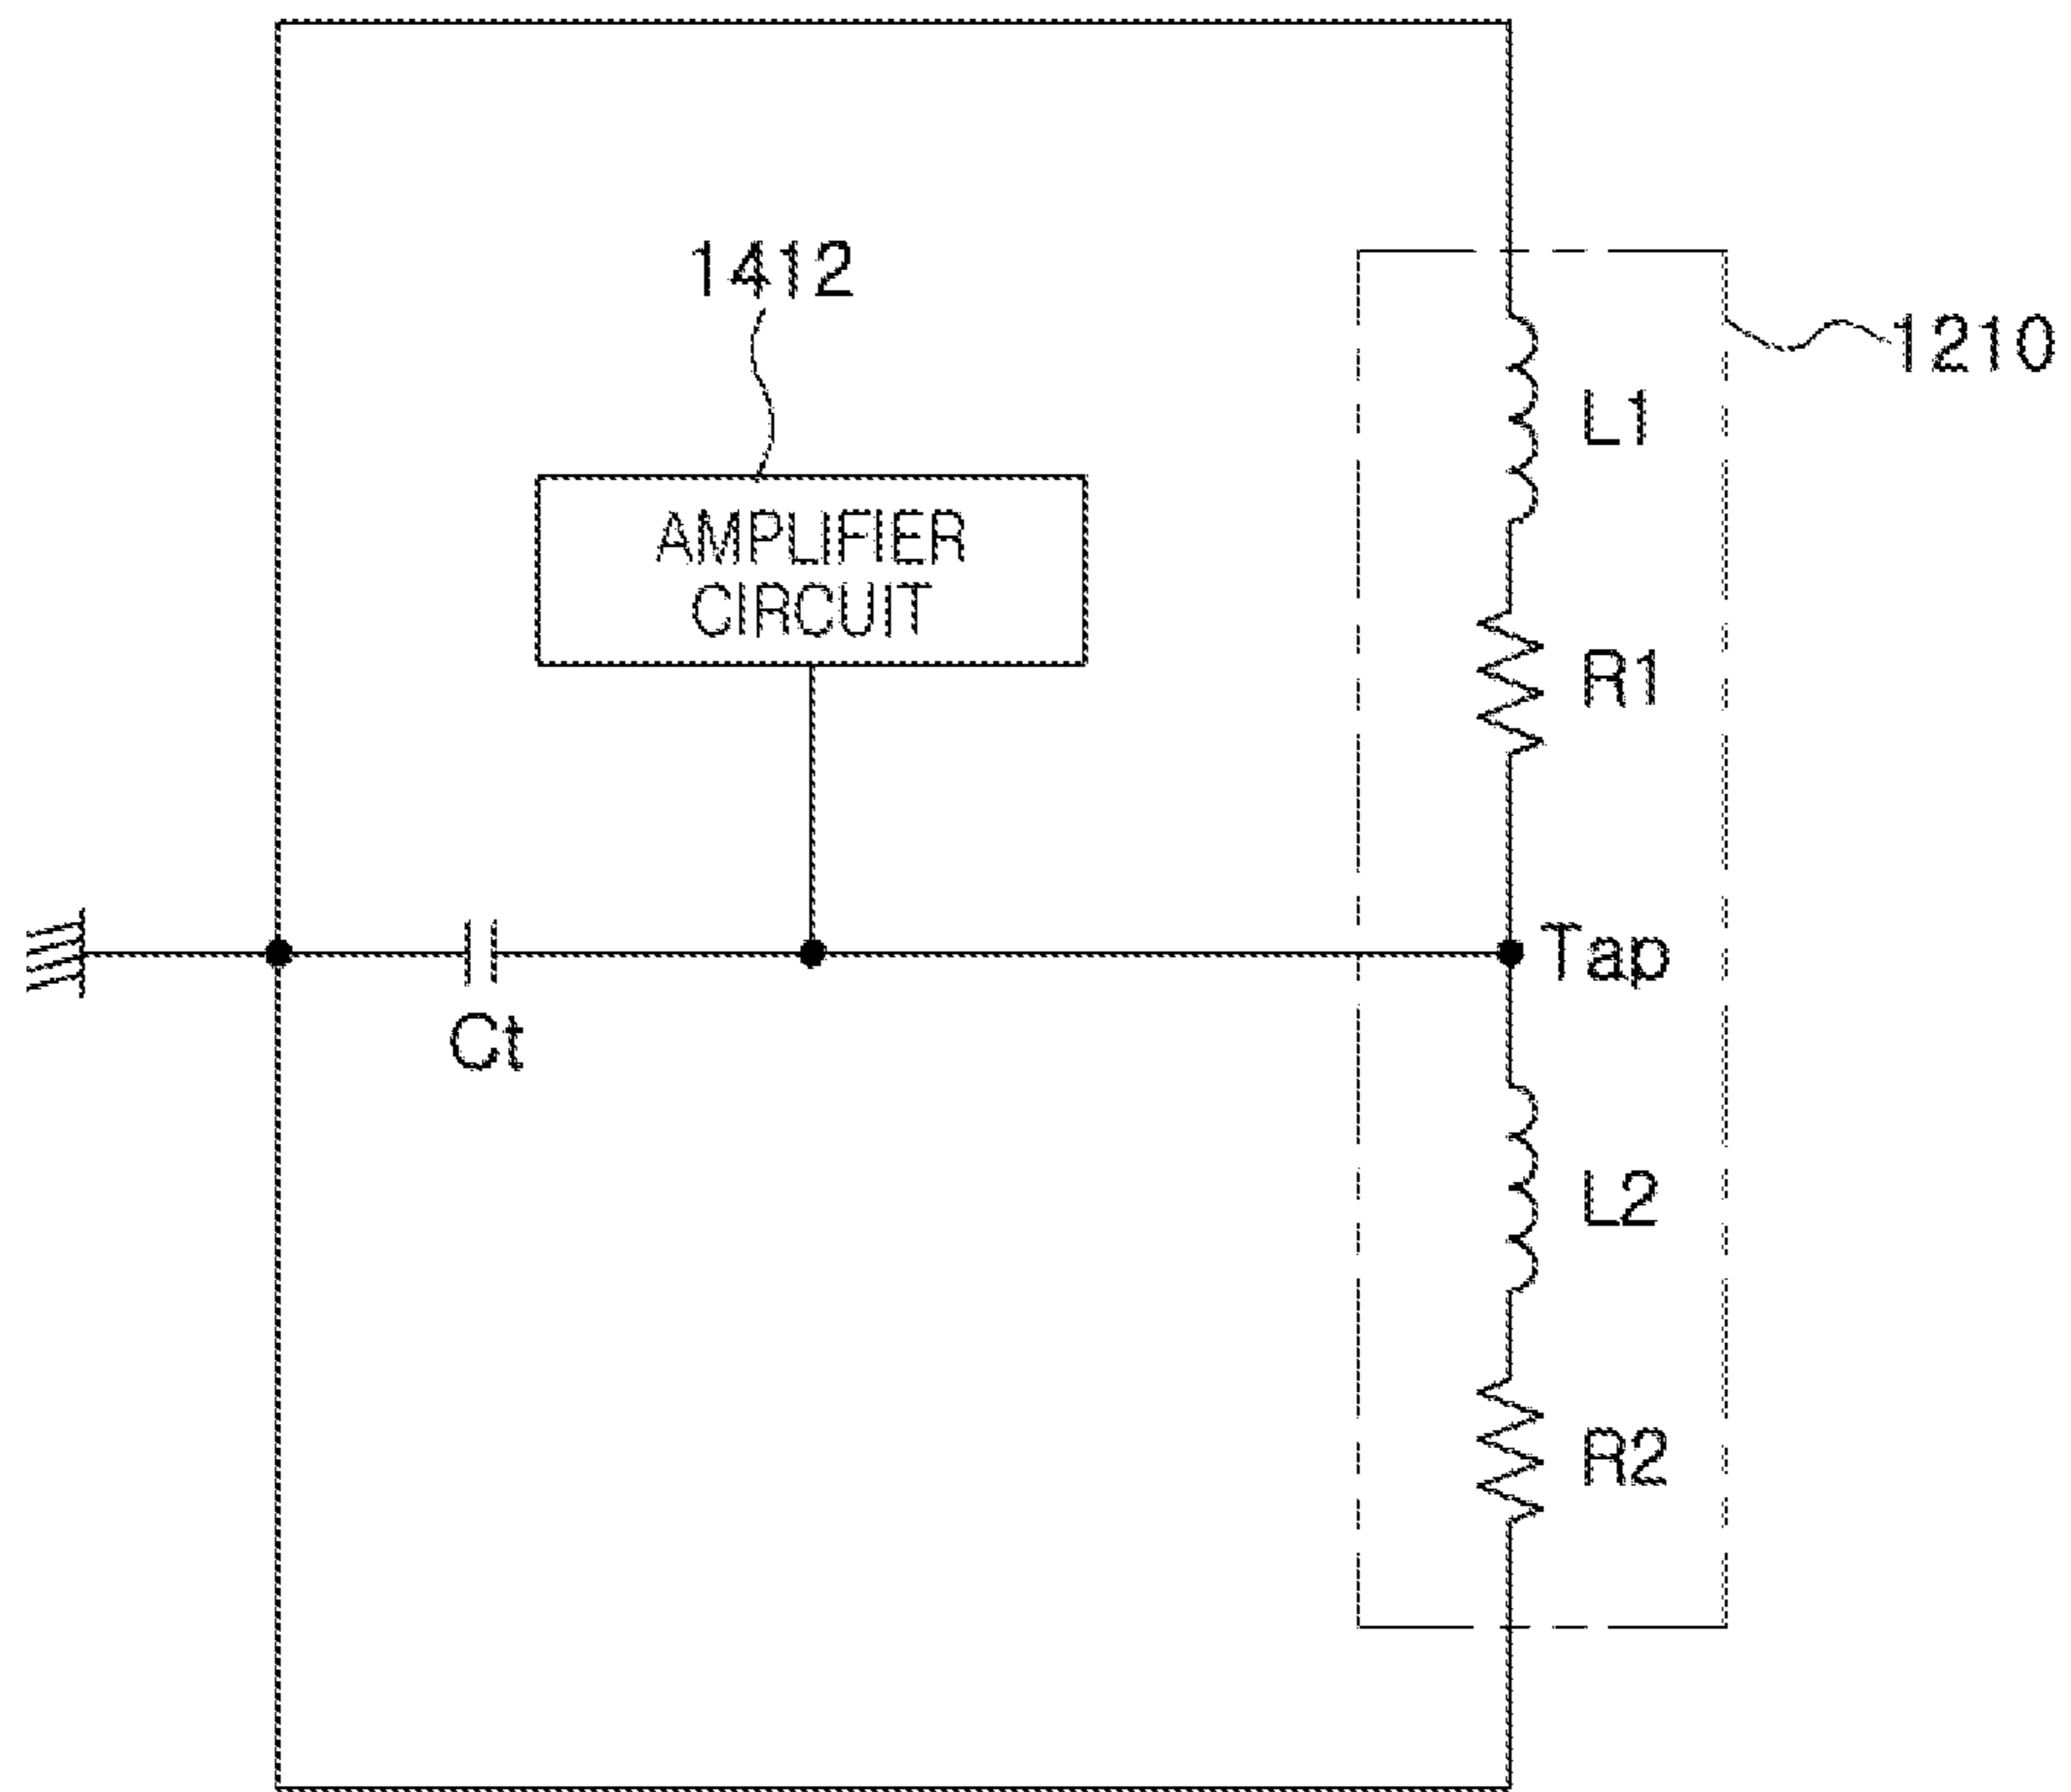 1412
1210
L1
AMPLIFIER
CIRCUIT
R1
Tap
Ct
L2
R2